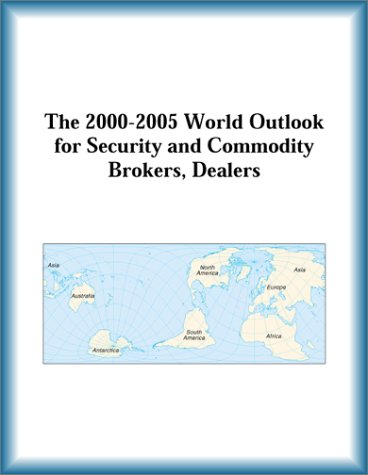 The 2000-2005 World Outlook
for Security and Commodity
Brokers, Dealers
Asia
Australia
Antarctica
North
America
South
America
Asia
Europe
Africa